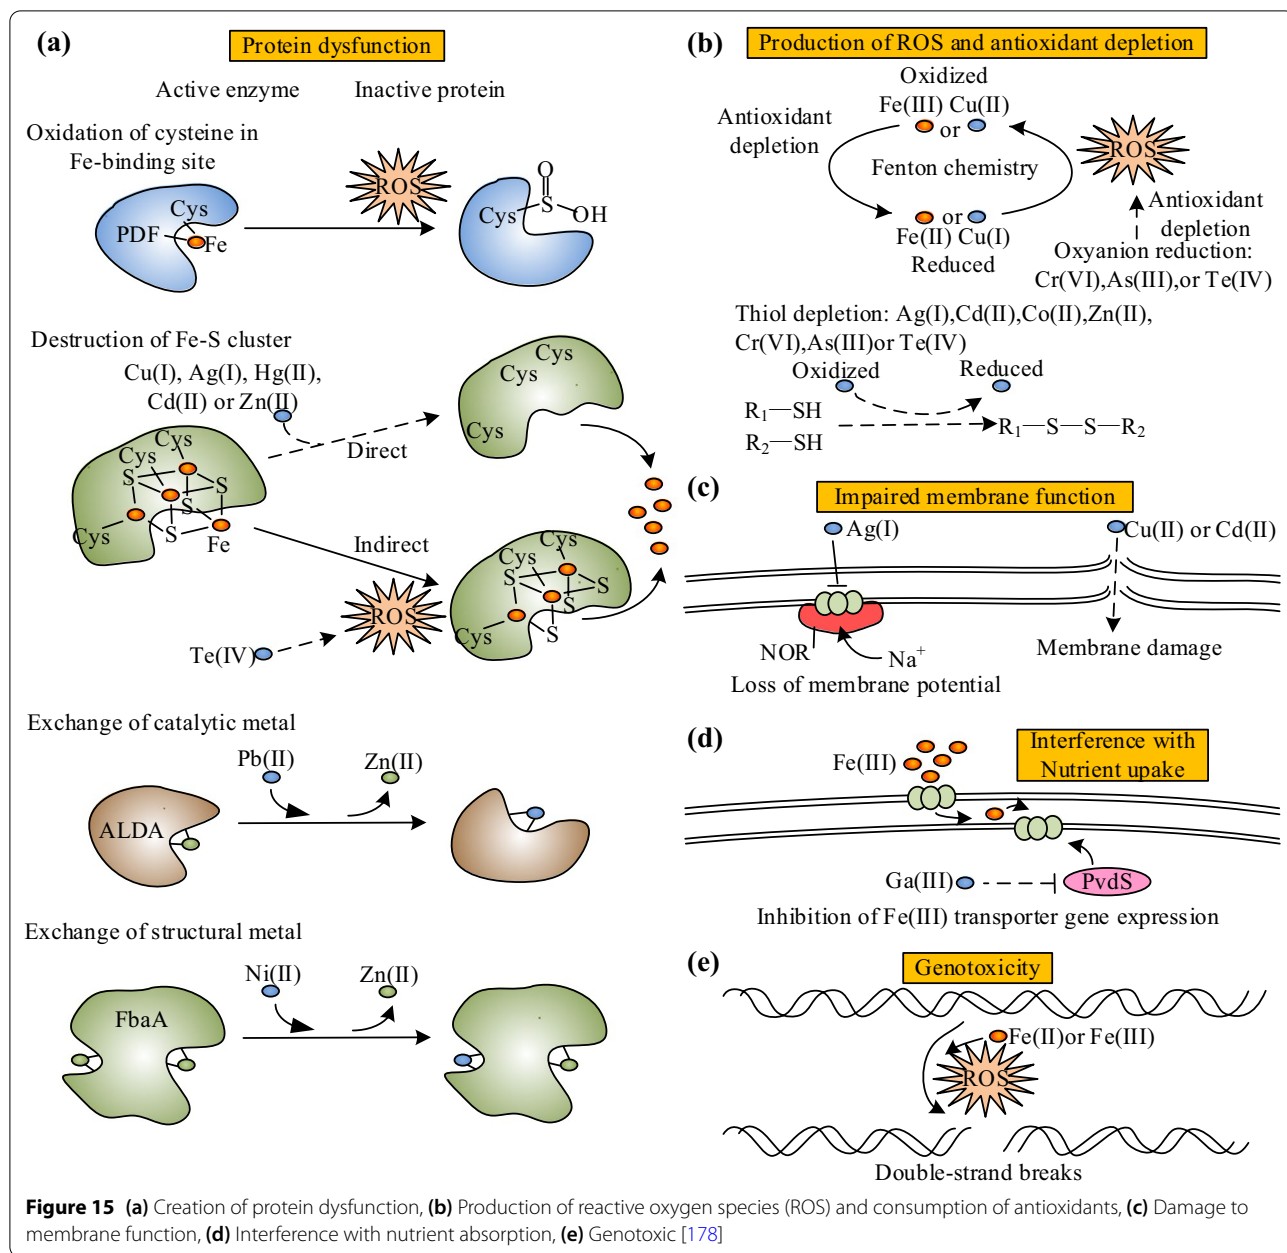 (a)
Protein dysfunction
Active enzyme
Inactive protein
Oxidation of cysteine in
Fe-binding site
ROS
Cys
PDF
Fe
O
Cys
S
OH
Destruction of Fe-S cluster
Cu(I), Ag(I), Hg(II),
Cd(II) or Zn(II)
Direct
Cys
Cys
Cys
Cys
Cys
S
S
S
S
Cys
Fe
Indirect
ROS
Te(IV)
Cys
Cys
S
S
S
S
Cys
Exchange of catalytic metal
Pb(II)
Zn(II)
ALDA
Exchange of structural metal
Ni(II)
Zn(II)
FbaA
(b)
Production of ROS and antioxidant depletion
Oxidized
Fe(III) Cu(II)
or
Antioxidant
depletion
Fenton chemistry
or
Fe(II) Cu(I)
Reduced
ROS
Antioxidant
depletion
Oxyanion reduction:
Cr(VI),As(III),or Te(IV)
Thiol depletion: Ag(I),Cd(II),Co(II),Zn(II),
Cr(VI),As(III)or Te(IV)
Oxidized
Reduced
R1—SH
R2—SH
R1—S—S—R2
(c)
Impaired membrane function
Ag(I)
Cu(II) or Cd(II)
NOR
Na+
Loss of membrane potential
Membrane damage
(d)
Interference with
Nutrient upake
Fe(III)
Ga(III)
PvdS
Inhibition of Fe(III) transporter gene expression
(e)
Genotoxicity
Fe(II)or Fe(III)
ROS
Double-strand breaks
Figure 15 (a) Creation of protein dysfunction, (b) Production of reactive oxygen species (ROS) and consumption of antioxidants, (c) Damage to
membrane function, (d) Interference with nutrient absorption, (e) Genotoxic [178]